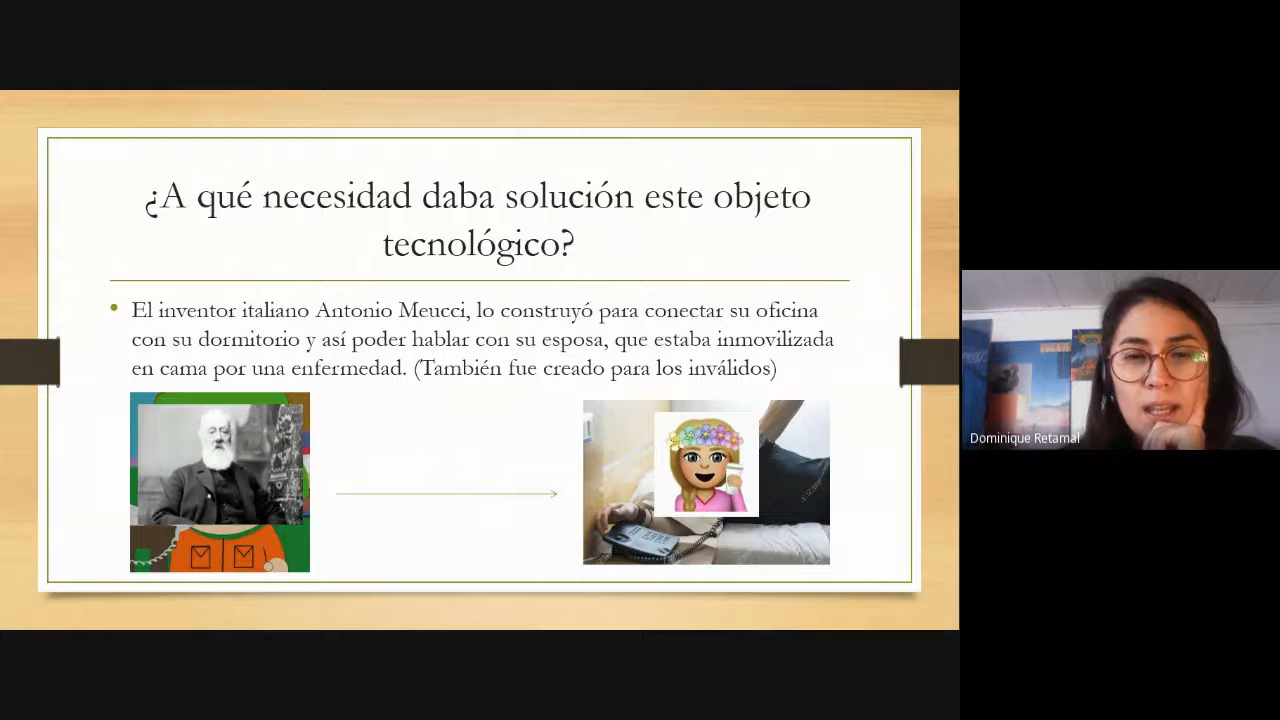 ¿A qué necesidad daba solución este objeto
tecnológico?
• El inventor italiano Antonio Meucci, lo construyó para conectar su oficina
con su dormitorio y así poder hablar con su esposa, que estaba inmovilizada
en cama por una enfermedad. (También fue creado para los inválidos)
Dominique Retamal